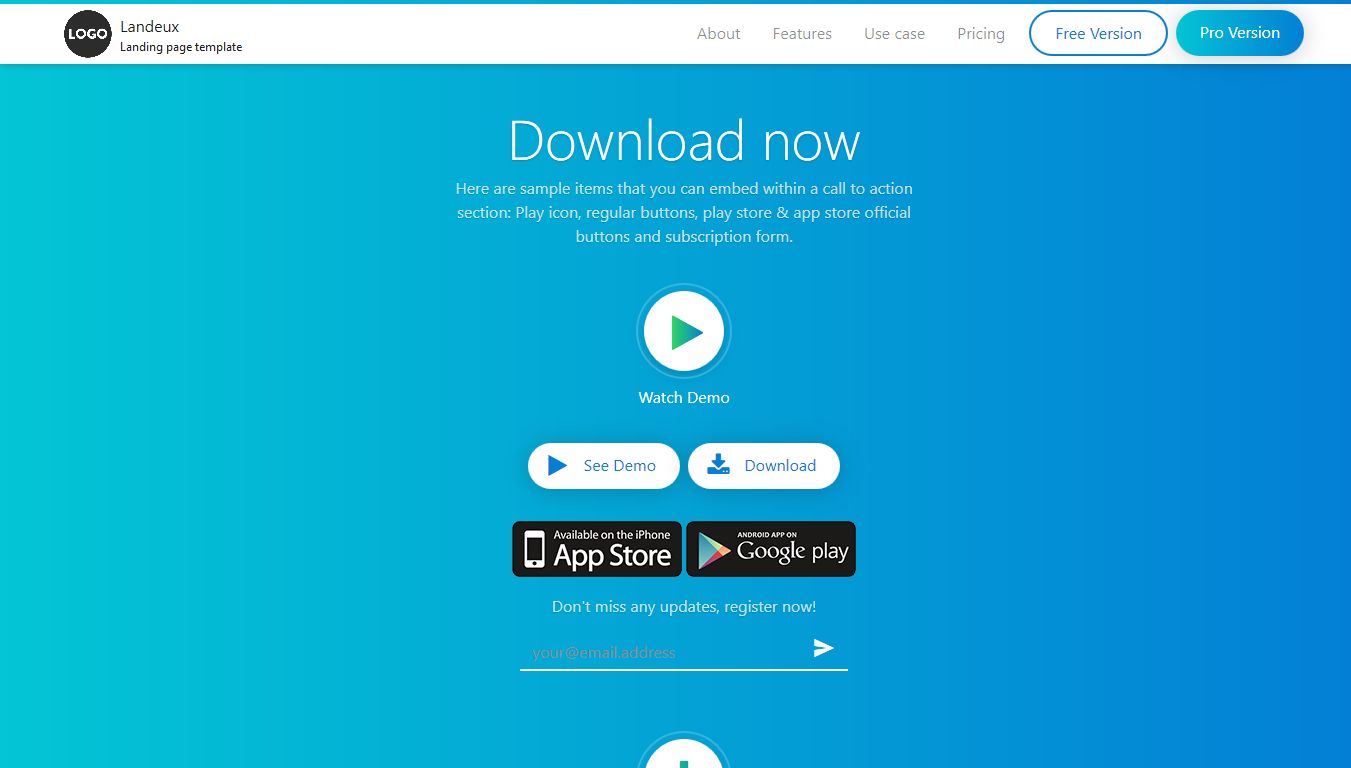 LOGO
Landeux
Landing page template
About
Features
Use case
Pricing
Free Version
Pro Version
Download now
Here are sample items that you can embed within a call to action
section: Play icon, regular buttons, play store & app store official
buttons and subscription form.
Watch Demo
See Demo
Download
Available on the iPhone
App Store
ANDROID APP ON
Google play
Don't miss any updates, register now!
your@email.address